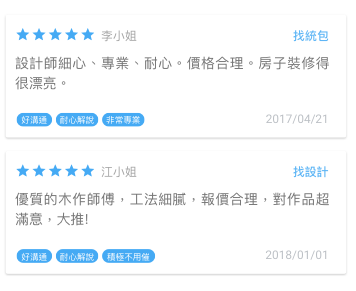 ★★★★★ 李小姐 找統包
設計師細心、專業、耐心。價格合理。房子裝修得
很漂亮。
好溝通 耐心解說 非常專業 2017/04/21
★★★★★ 江小姐 找設計
優質的木作師傅，工法細膩，報價合理，對作品超
滿意，大推!
好溝通 耐心解說 積極不用催 2018/01/01